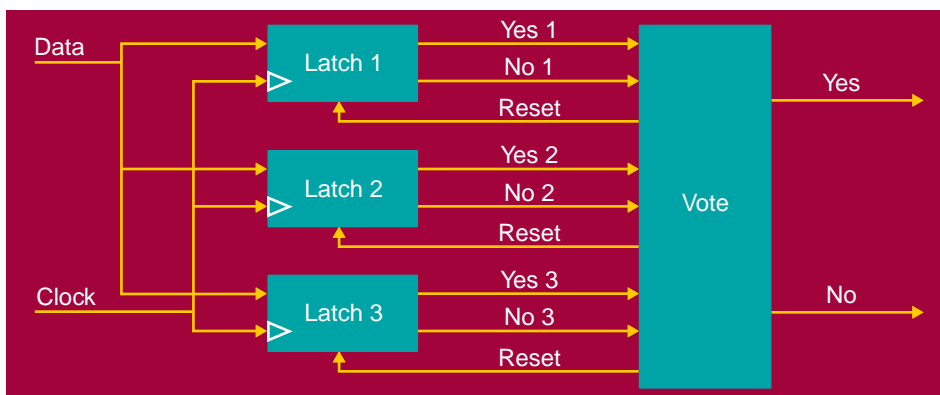 Data
Latch 1
Yes 1
No 1
Reset
Yes
Latch 2
Yes 2
No 2
Reset
Vote
Clock
Latch 3
Yes 3
No 3
Reset
No